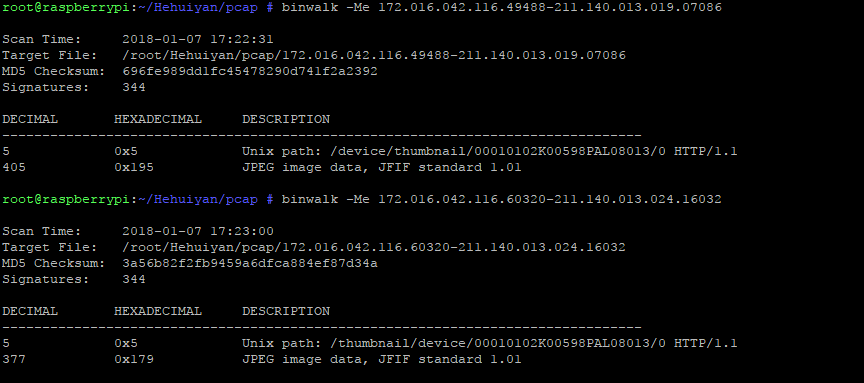 root@raspberrypi:~/Hehuiyan/pcap # binwalk -Me 172.016.042.116.49488-211.140.013.019.07086
Scan Time:     2018-01-07 17:22:31
Target File:   /root/Hehuiyan/pcap/172.016.042.116.49488-211.140.013.019.07086
MD5 Checksum:  696fe989dd1fc45478290d741f2a2392
Signatures:    344
DECIMAL       HEXADECIMAL     DESCRIPTION
--------------------------------------------------------------------------------
5             0x5             Unix path: /device/thumbnail/00010102K00598PAL08013/0 HTTP/1.1
405           0x195           JPEG image data, JFIF standard 1.01
root@raspberrypi:~/Hehuiyan/pcap # binwalk -Me 172.016.042.116.60320-211.140.013.024.16032
Scan Time:     2018-01-07 17:23:00
Target File:   /root/Hehuiyan/pcap/172.016.042.116.60320-211.140.013.024.16032
MD5 Checksum:  3a56b82f2fb9459a6dfca884ef87d34a
Signatures:    344
DECIMAL       HEXADECIMAL     DESCRIPTION
--------------------------------------------------------------------------------
5             0x5             Unix path: /thumbnail/device/00010102K00598PAL08013/0 HTTP/1.1
377           0x179           JPEG image data, JFIF standard 1.01